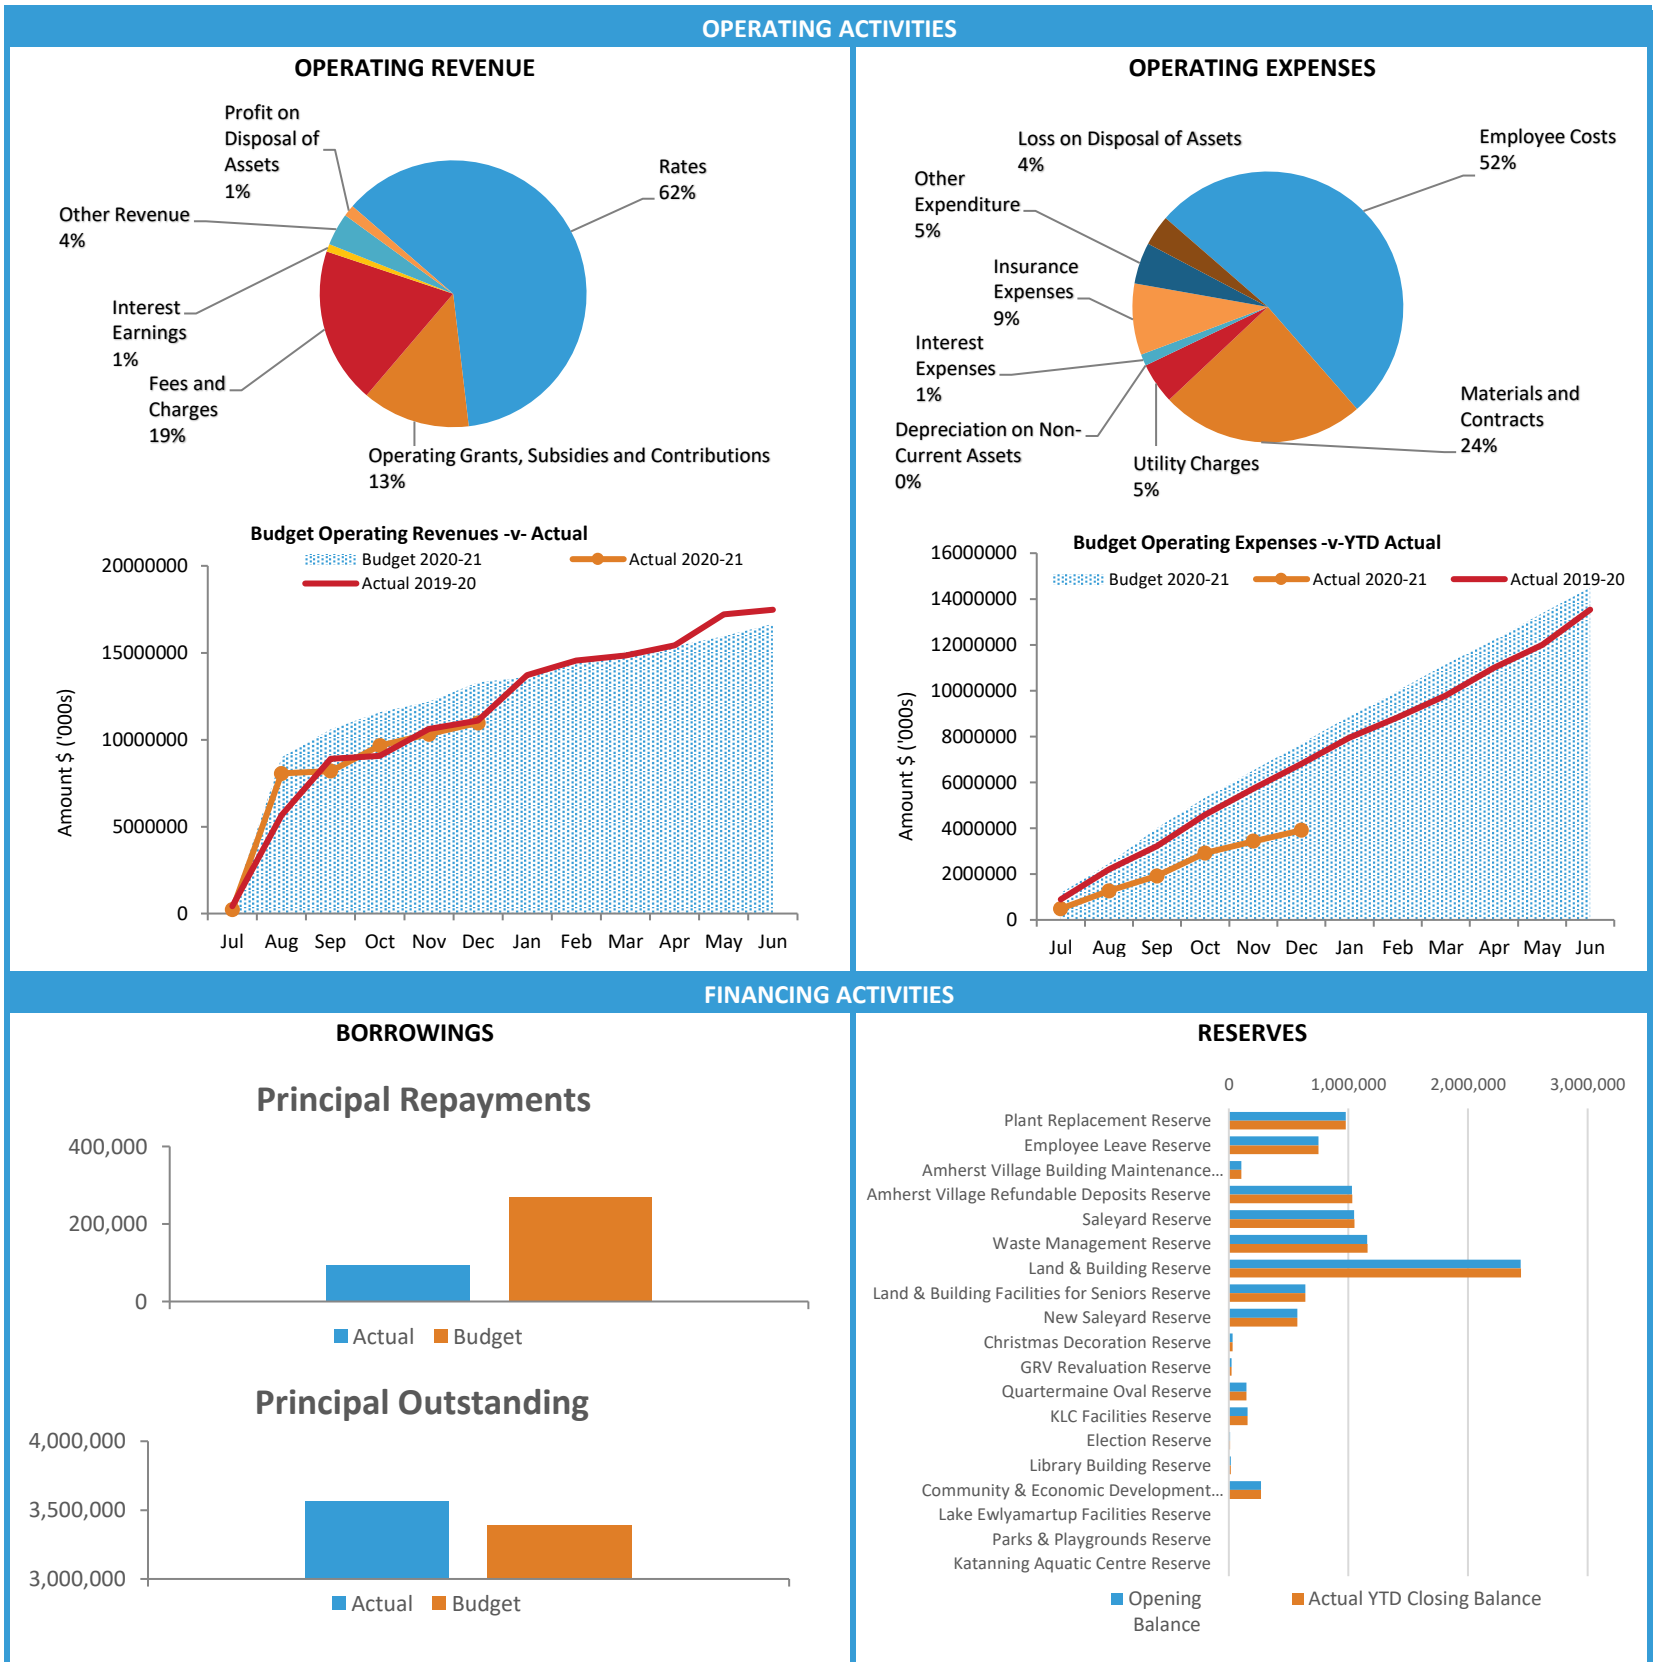 OPERATING ACTIVITIES
OPERATING REVENUE
Profit on
Disposal of
Assets
1%
Rates
62%
Other Revenue
4%
Interest
Earnings
1%
Fees and
Charges
19%
Operating Grants, Subsidies and Contributions
13%
OPERATING EXPENSES
Loss on Disposal of Assets
4%
Employee Costs
52%
Other
Expenditure
5%
Insurance
Expenses
9%
Interest
Expenses
1%
Depreciation on Non-
Current Assets
0%
Utility Charges
5%
Materials and
Contracts
24%
Budget Operating Revenues -v- Actual
Budget 2020-21
Actual 2020-21
Actual 2019-20
20000000
15000000
10000000
5000000
0
Amount $ ('000s)
Jul Aug Sep Oct Nov Dec Jan Feb Mar Apr May Jun
Budget Operating Expenses -v-YTD Actual
Budget 2020-21 Actual 2020-21 Actual 2019-20
16000000
14000000
12000000
10000000
8000000
6000000
4000000
2000000
0
Amount $ ('000s)
Jul Aug Sep Oct Nov Dec Jan Feb Mar Apr May Jun
FINANCING ACTIVITIES
BORROWINGS
Principal Repayments
400,000
200,000
0
Actual Budget
Principal Outstanding
4,000,000
3,500,000
3,000,000
Actual Budget
RESERVES
0 1,000,000 2,000,000 3,000,000
Plant Replacement Reserve
Employee Leave Reserve
Amherst Village Building Maintenance...
Amherst Village Refundable Deposits Reserve
Saleyard Reserve
Waste Management Reserve
Land & Building Reserve
Land & Building Facilities for Seniors Reserve
New Saleyard Reserve
Christmas Decoration Reserve
GRV Revaluation Reserve
Quartermaine Oval Reserve
KLC Facilities Reserve
Election Reserve
Library Building Reserve
Community & Economic Development...
Lake Ewlyamartup Facilities Reserve
Parks & Playgrounds Reserve
Katanning Aquatic Centre Reserve
Opening
Balance
Actual YTD Closing Balance